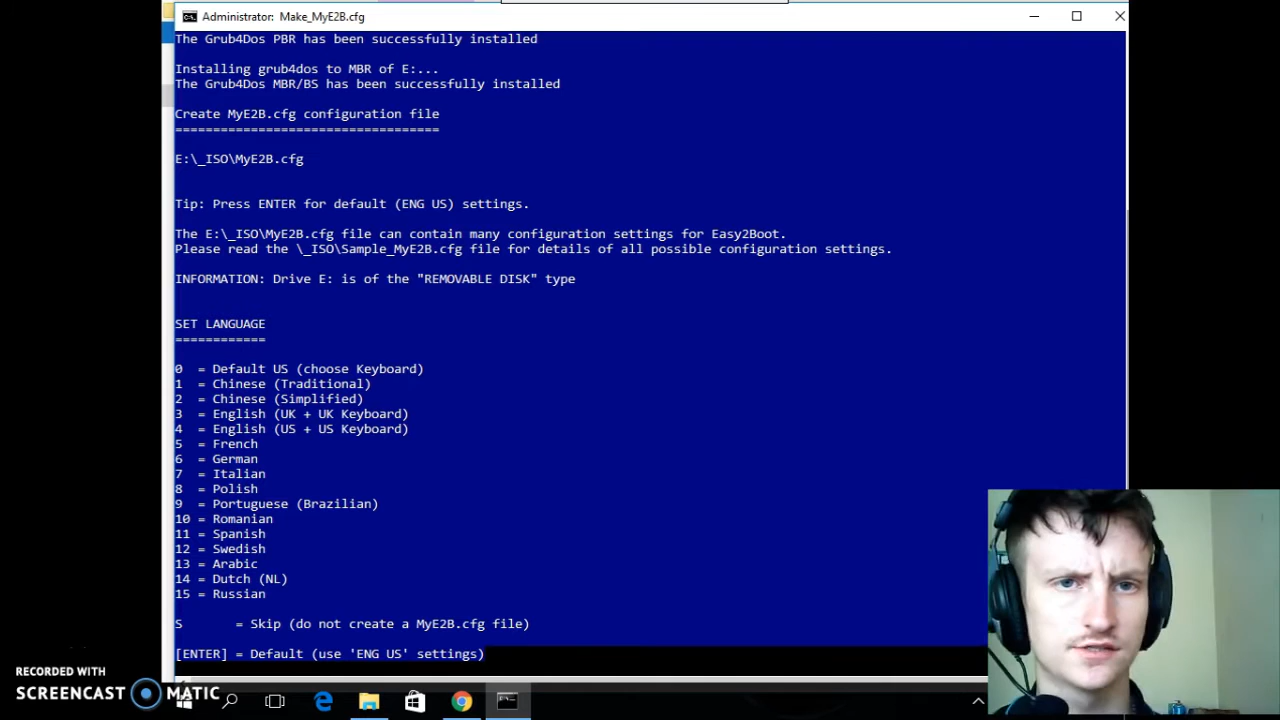 Administrator: Make_MyE2B.cfg
The Grub4Dos PBR has been successfully installed
Installing grub4dos to MBR of E:...
The Grub4Dos MBR/BS has been successfully installed
Create MyE2B.cfg configuration file
===================================
E:\_ISO\MyE2B.cfg
Tip: Press ENTER for default (ENG US) settings.
The E:\_ISO\MyE2B.cfg file can contain many configuration settings for Easy2Boot.
Please read the \_ISO\Sample_MyE2B.cfg file for details of all possible configuration settings.
INFORMATION: Drive E: is of the "REMOVABLE DISK" type
SET LANGUAGE
============
0 = Default US (choose Keyboard)
1 = Chinese (Traditional)
2 = Chinese (Simplified)
3 = English (UK + UK Keyboard)
4 = English (US + US Keyboard)
5 = French
6 = German
7 = Italian
8 = Polish
9 = Portuguese (Brazilian)
10 = Romanian
11 = Spanish
12 = Swedish
13 = Arabic
14 = Dutch (NL)
15 = Russian
S = Skip (do not create a MyE2B.cfg file)
[ENTER] = Default (use 'ENG US' settings)
RECORDED WITH
SCREENCAST MATIC